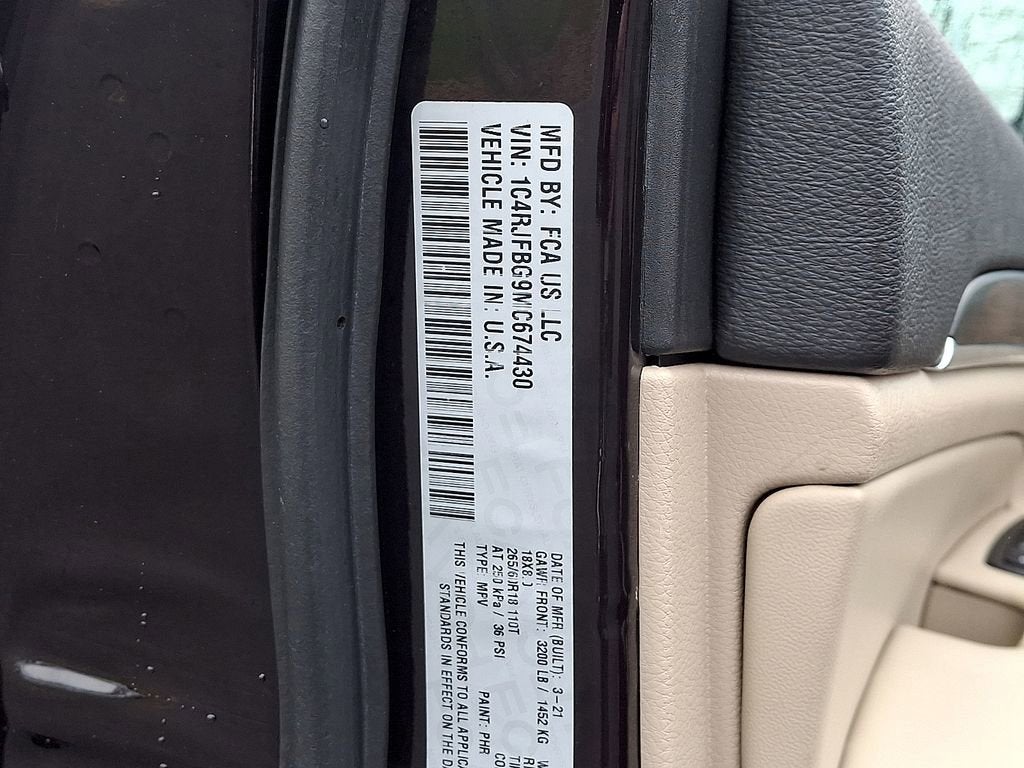 MFD BY: FCA US LLC
VIN: 1C4RJFBG9MC674430
VEHICLE MADE IN: U.S.A.
DATE OF MFR (BUILT): 3-21
GAWR FRONT: 3200 LB / 1452 KG
18X8.0
265/60R18 110T
AT 250 kPa / 36 PSI
TYPE: MPV PAINT: PHR
THIS VEHICLE CONFORMS TO ALL
STANDARDS IN EFFECT ON THE